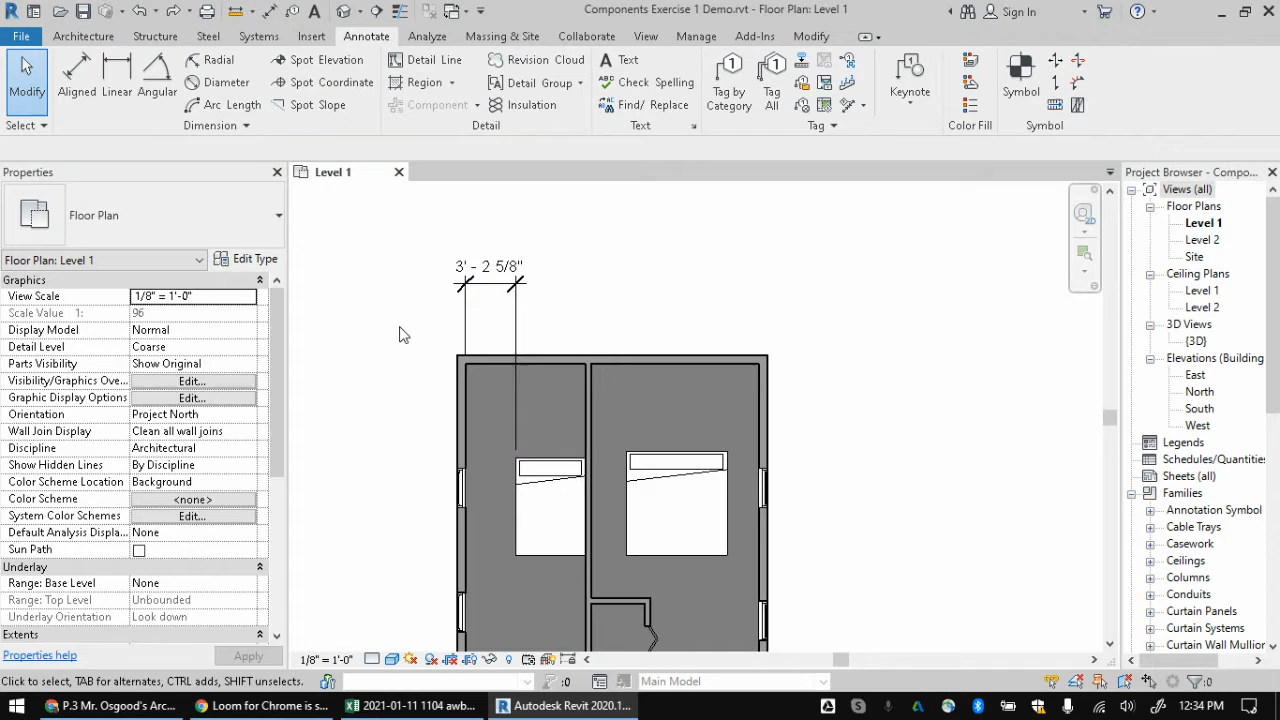 Components Exercise 1 Demo.rvt - Floor Plan: Level 1
Sign In
File Architecture Structure Steel Systems Insert Annotate Analyze Massing & Site Collaborate View Manage Add-Ins Modify
Modify
Aligned Linear Angular
Radial
Diameter
Arc Length
Spot Elevation
Spot Coordinate
Spot Slope
Detail Line
Region
Component
Revision Cloud
Detail Group
Insulation
Text
Check Spelling
Find/ Replace
Tag by Category
Tag All
Keynote
Symbol
Select Dimension Detail Text Tag Color Fill Symbol
Properties
Floor Plan
Floor Plan: Level 1
Edit Type
Graphics
View Scale 1/8" = 1'-0"
Scale Value 1: 96
Display Model Normal
Detail Level Coarse
Parts Visibility Show Original
Visibility/Graphics Ove... Edit...
Graphic Display Options Edit...
Orientation Project North
Wall Join Display Clean all wall joins
Discipline Architectural
Show Hidden Lines By Discipline
Color Scheme Location Background
Color Scheme <none>
System Color Schemes Edit...
Default Analysis Displa... None
Sun Path
Underlay
Range: Base Level None
Range: Top Level Unbounded
Underlay Orientation Look down
Extents
Properties help
Apply
Level 1
2D
3' - 2 5/8"
1/8" = 1'-0"
Project Browser - Compo...
Views (all)
Floor Plans
Level 1
Level 2
Site
Ceiling Plans
Level 1
Level 2
3D Views
{3D}
Elevations (Building
East
North
South
West
Legends
Schedules/Quantities
Sheets (all)
Families
Annotation Symbol
Cable Trays
Casework
Ceilings
Columns
Conduits
Curtain Panels
Curtain Systems
Curtain Wall Mullion
Click to select, TAB for alternates, CTRL adds, SHIFT unselects.
:0
Main Model
:0
P.3 Mr. Osgood's Arc...
Loom for Chrome is s...
2021-01-11 1104 awb...
Autodesk Revit 2020.1...
12:34 PM